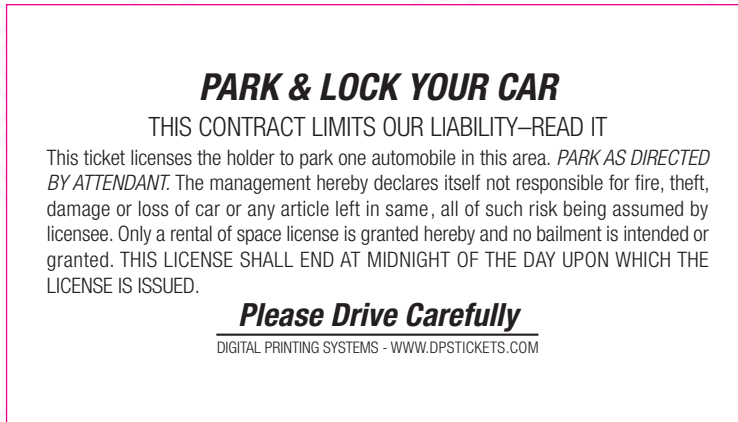 PARK & LOCK YOUR CAR
THIS CONTRACT LIMITS OUR LIABILITY–READ IT
This ticket licenses the holder to park one automobile in this area. PARK AS DIRECTED
BY ATTENDANT. The management hereby declares itself not responsible for fire, theft,
damage or loss of car or any article left in same, all of such risk being assumed by
licensee. Only a rental of space license is granted hereby and no bailment is intended or
granted. THIS LICENSE SHALL END AT MIDNIGHT OF THE DAY UPON WHICH THE
LICENSE IS ISSUED.
Please Drive Carefully
DIGITAL PRINTING SYSTEMS - WWW.DPSTICKETS.COM